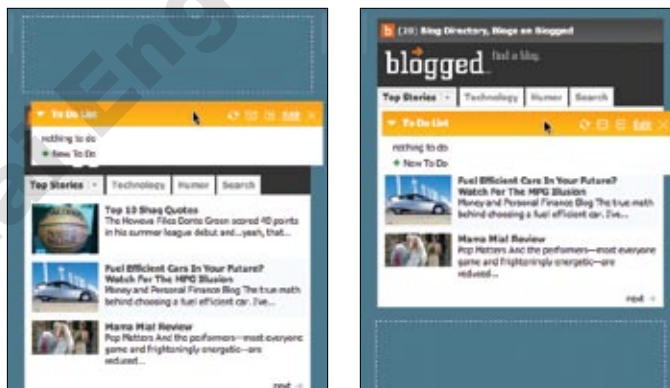 To Do List Edit
nothing to do
New To Do
Top Stories Technology Humor Search
Top 10 Shaq Quotes
The Howova Files Donte Green scored 40 points
in his summer league debut and...yeah, that...
Fuel Efficient Cars In Your Future?
Watch For The MPG Illusion
Money and Personal Finance Blog The true math
behind choosing a fuel efficient car. I've...
Mama Mia! Review
Pop Matters And the performers—most everyone
game and frighteningly energetic—are
reduced...
next
b (20) Blog Directory, Blogs on Blogged
blogged find a blog.
Top Stories Technology Humor Search
To Do List Edit
nothing to do
New To Do
Fuel Efficient Cars In Your Future?
Watch For The MPG Illusion
Money and Personal Finance Blog The true math
behind choosing a fuel efficient car. I've...
Mama Mia! Review
Pop Matters And the performers—most everyone
game and frighteningly energetic—are
reduced...
next